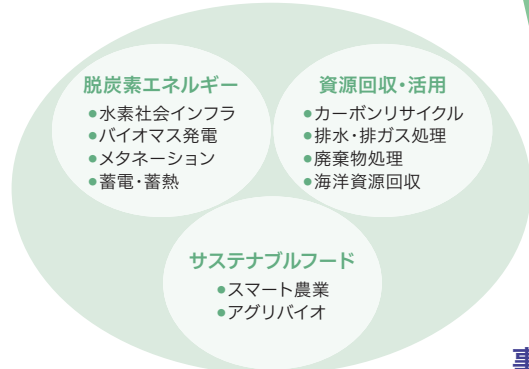 脱炭素エネルギー
●水素社会インフラ
●バイオマス発電
●メタネーション
●蓄電・蓄熱
資源回収・活用
●カーボンリサイクル
●排水・排ガス処理
●廃棄物処理
●海洋資源回収
サステナブルフード
●スマート農業
●アグリバイオ